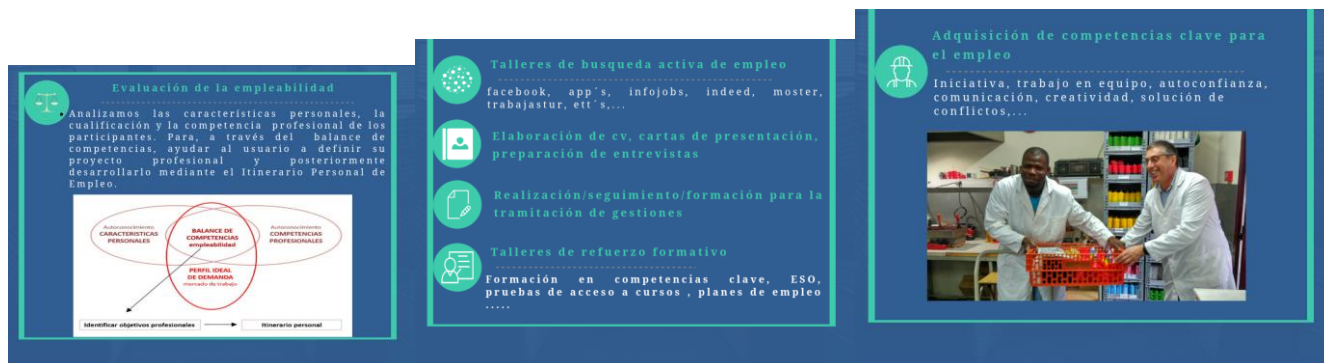 Evaluación de la empleabilidad
Analizamos las características personales, la
cualificación y la competencia profesional de los
participantes. Para, a través del balance de
competencias, ayudar al usuario a definir su
proyecto profesional y posteriormente
desarrollarlo mediante el Itinerario Personal de
Empleo.
Autoconocimiento
CARACTERISTICAS
PERSONALES
BALANCE DE
COMPETENCIAS
empleabilidad
Autoconocimiento
COMPETENCIAS
PROFESIONALES
PERFIL IDEAL
DE DEMANDA
mercado de trabajo
Identificar objetivos profesionales
Itinerario personal
Talleres de busqueda activa de empleo
facebook, app´s, infojobs, indeed, moster,
trabajastur, ett´s,...
Elaboración de cv, cartas de presentación,
preparación de entrevistas
Realización/seguimiento/formación para la
tramitación de gestiones
Talleres de refuerzo formativo
Formación en competencias clave, ESO,
pruebas de acceso a cursos , planes de empleo
.....
Adquisición de competencias clave para
el empleo
Iniciativa, trabajo en equipo, autoconfianza,
comunicación, creatividad, solución de
conflictos,...